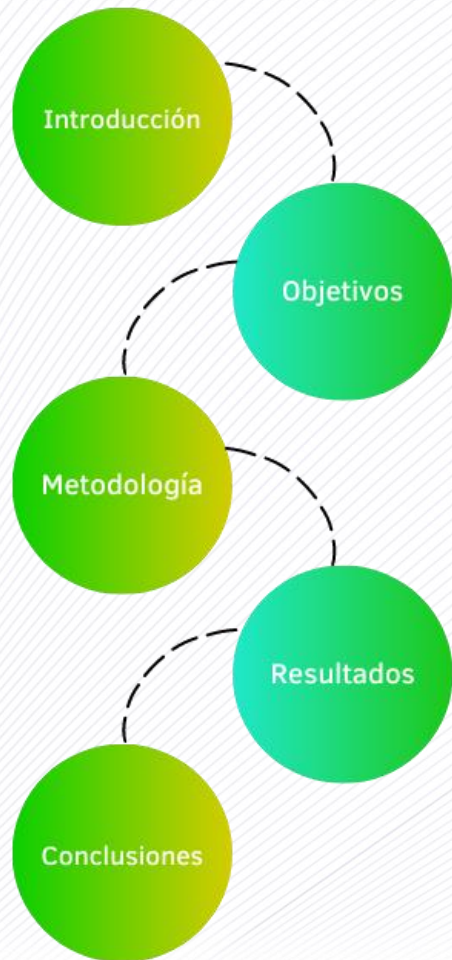 Introducción
Objetivos
Metodología
Resultados
Conclusiones